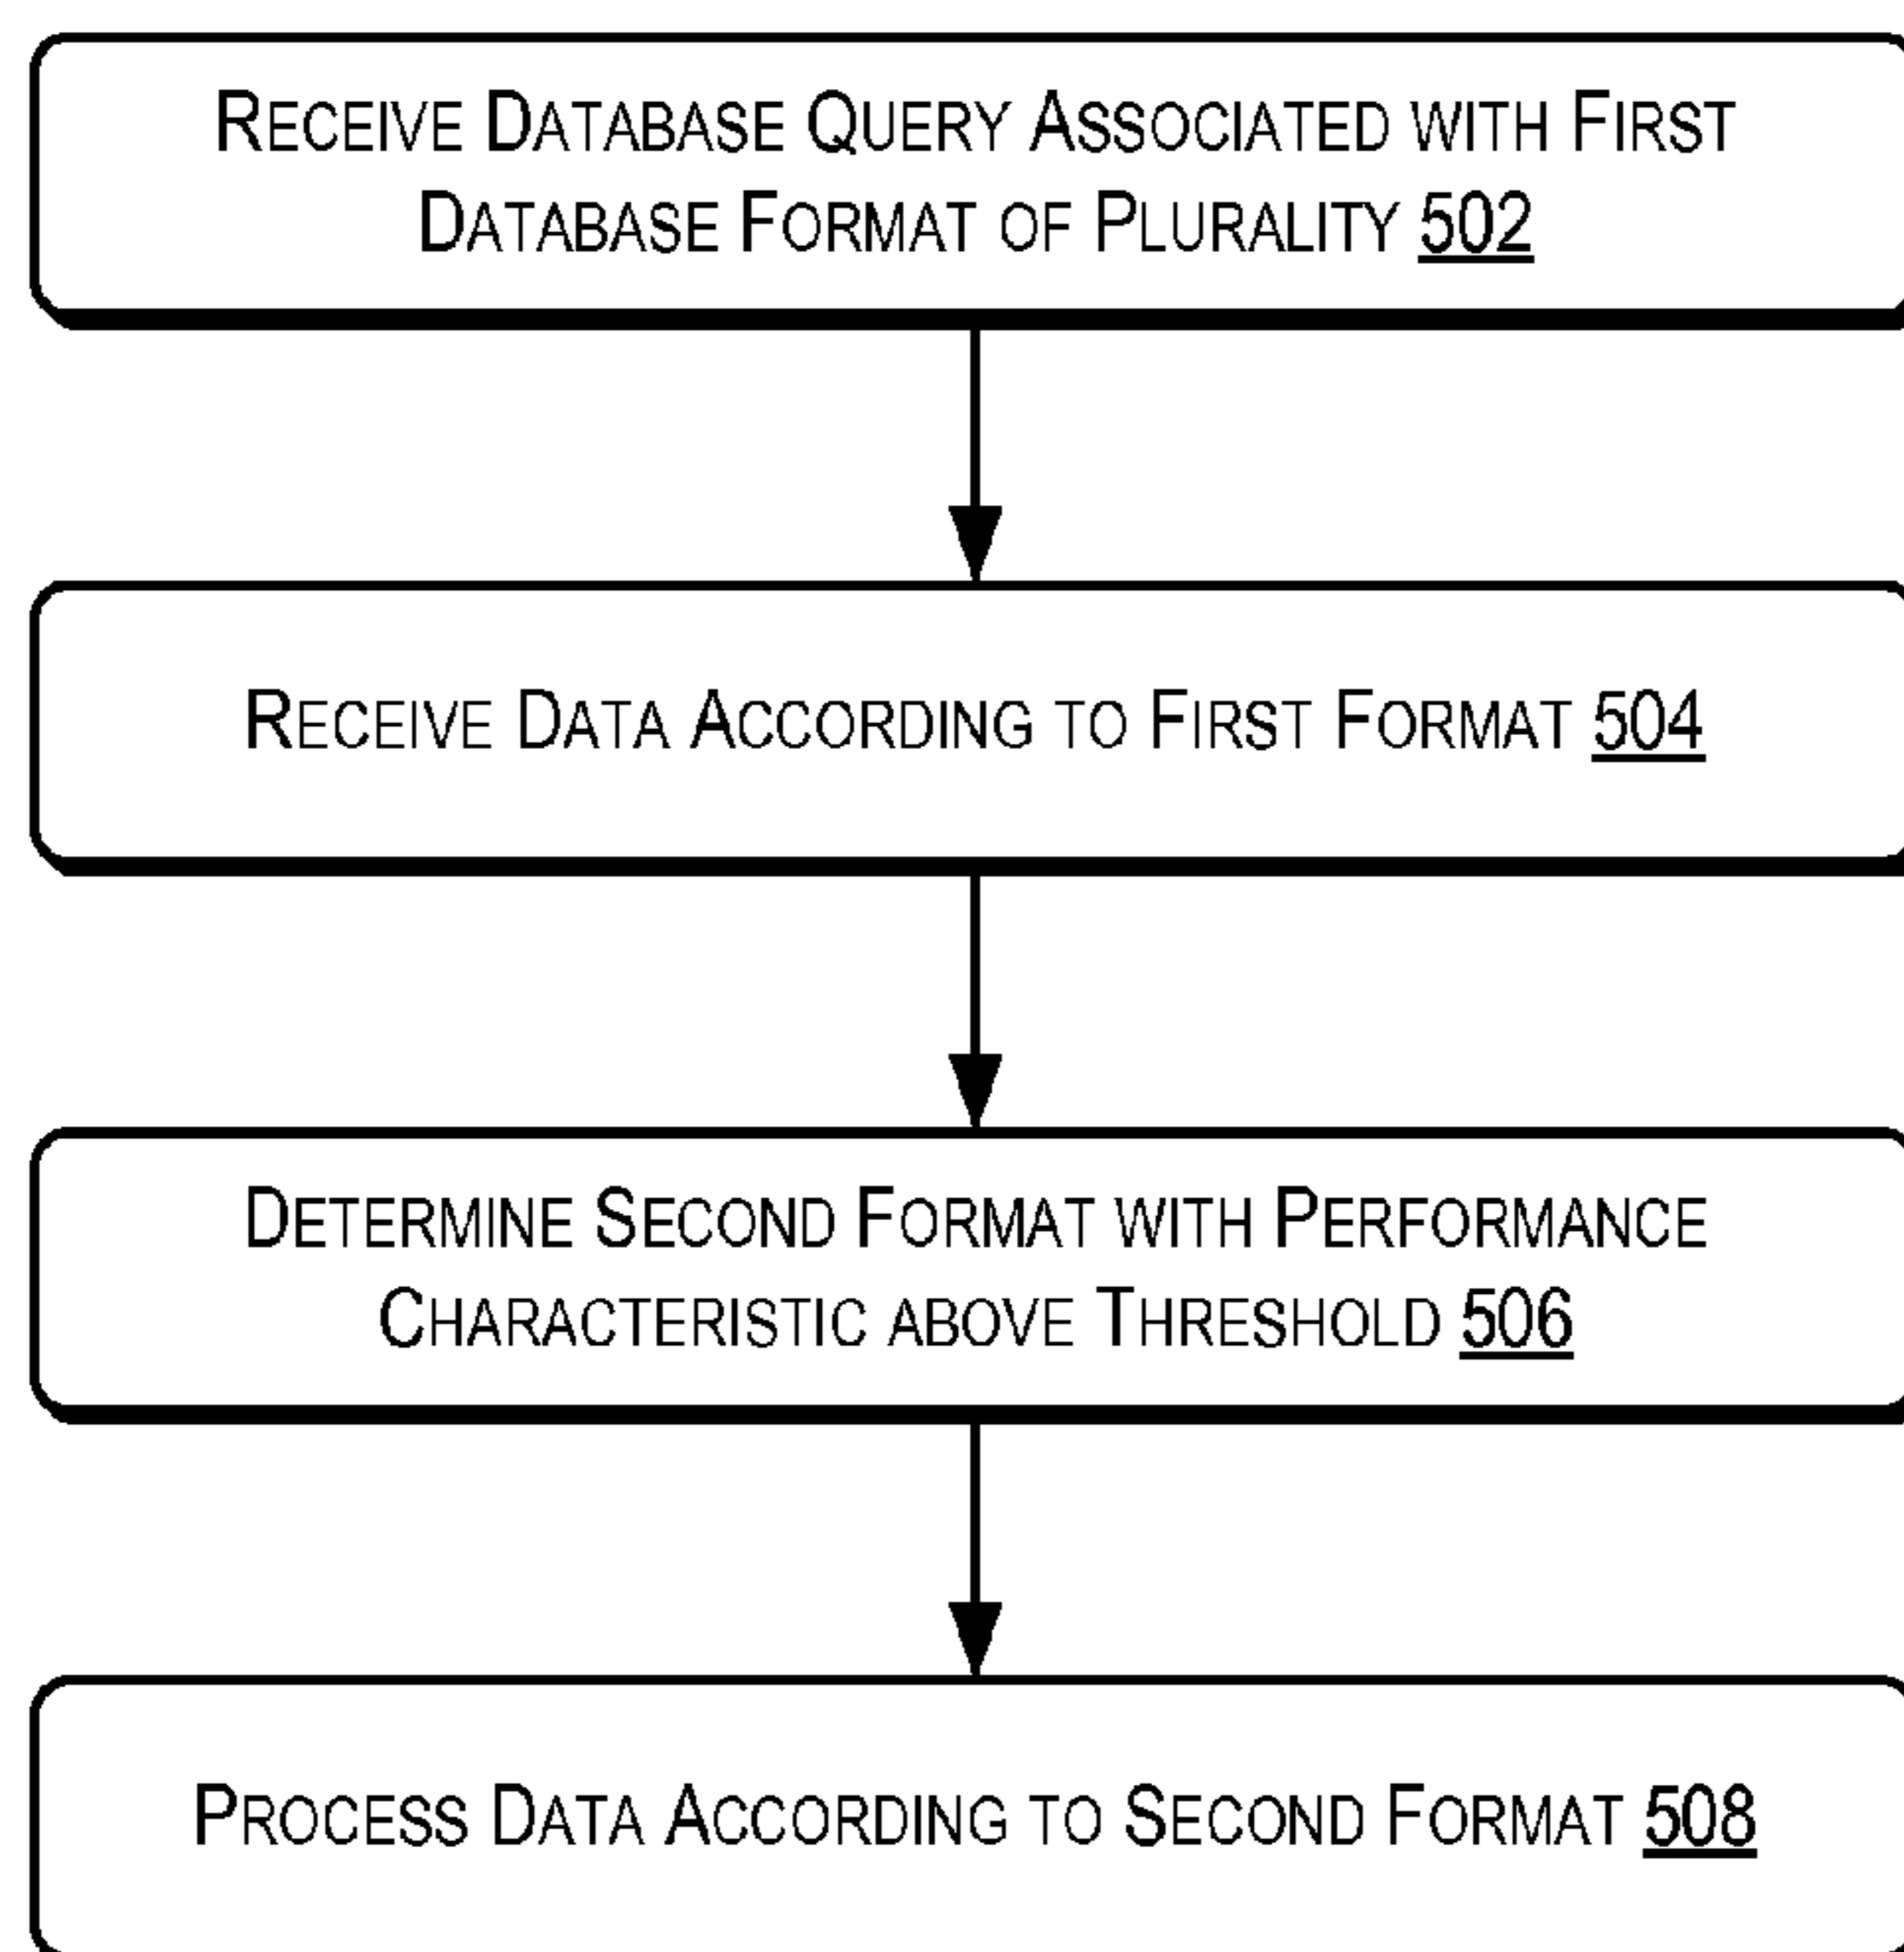 Receive Database Query Associated with First
Database Format of Plurality 502
Receive Data According to First Format 504
Determine Second Format with Performance
Characteristic above Threshold 506
Process Data According to Second Format 508